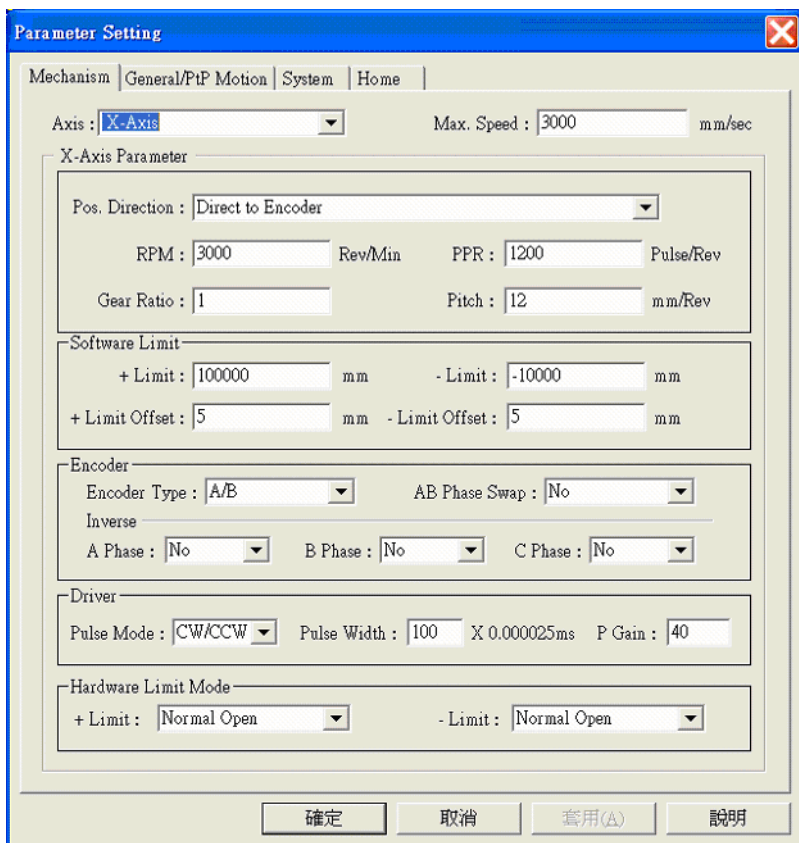 Parameter Setting
Mechanism General/PtP Motion System Home
Axis : X-Axis Max. Speed : 3000 mm/sec
X-Axis Parameter
Pos. Direction : Direct to Encoder
RPM : 3000 Rev/Min PPR : 1200 Pulse/Rev
Gear Ratio : 1 Pitch : 12 mm/Rev
Software Limit
+ Limit : 100000 mm - Limit : -10000 mm
+ Limit Offset : 5 mm - Limit Offset : 5 mm
Encoder
Encoder Type : A/B AB Phase Swap : No
Inverse
A Phase : No B Phase : No C Phase : No
Driver
Pulse Mode : CW/CCW Pulse Width : 100 X 0.000025ms P Gain : 40
Hardware Limit Mode
+ Limit : Normal Open - Limit : Normal Open
確定 取消 套用(A) 說明